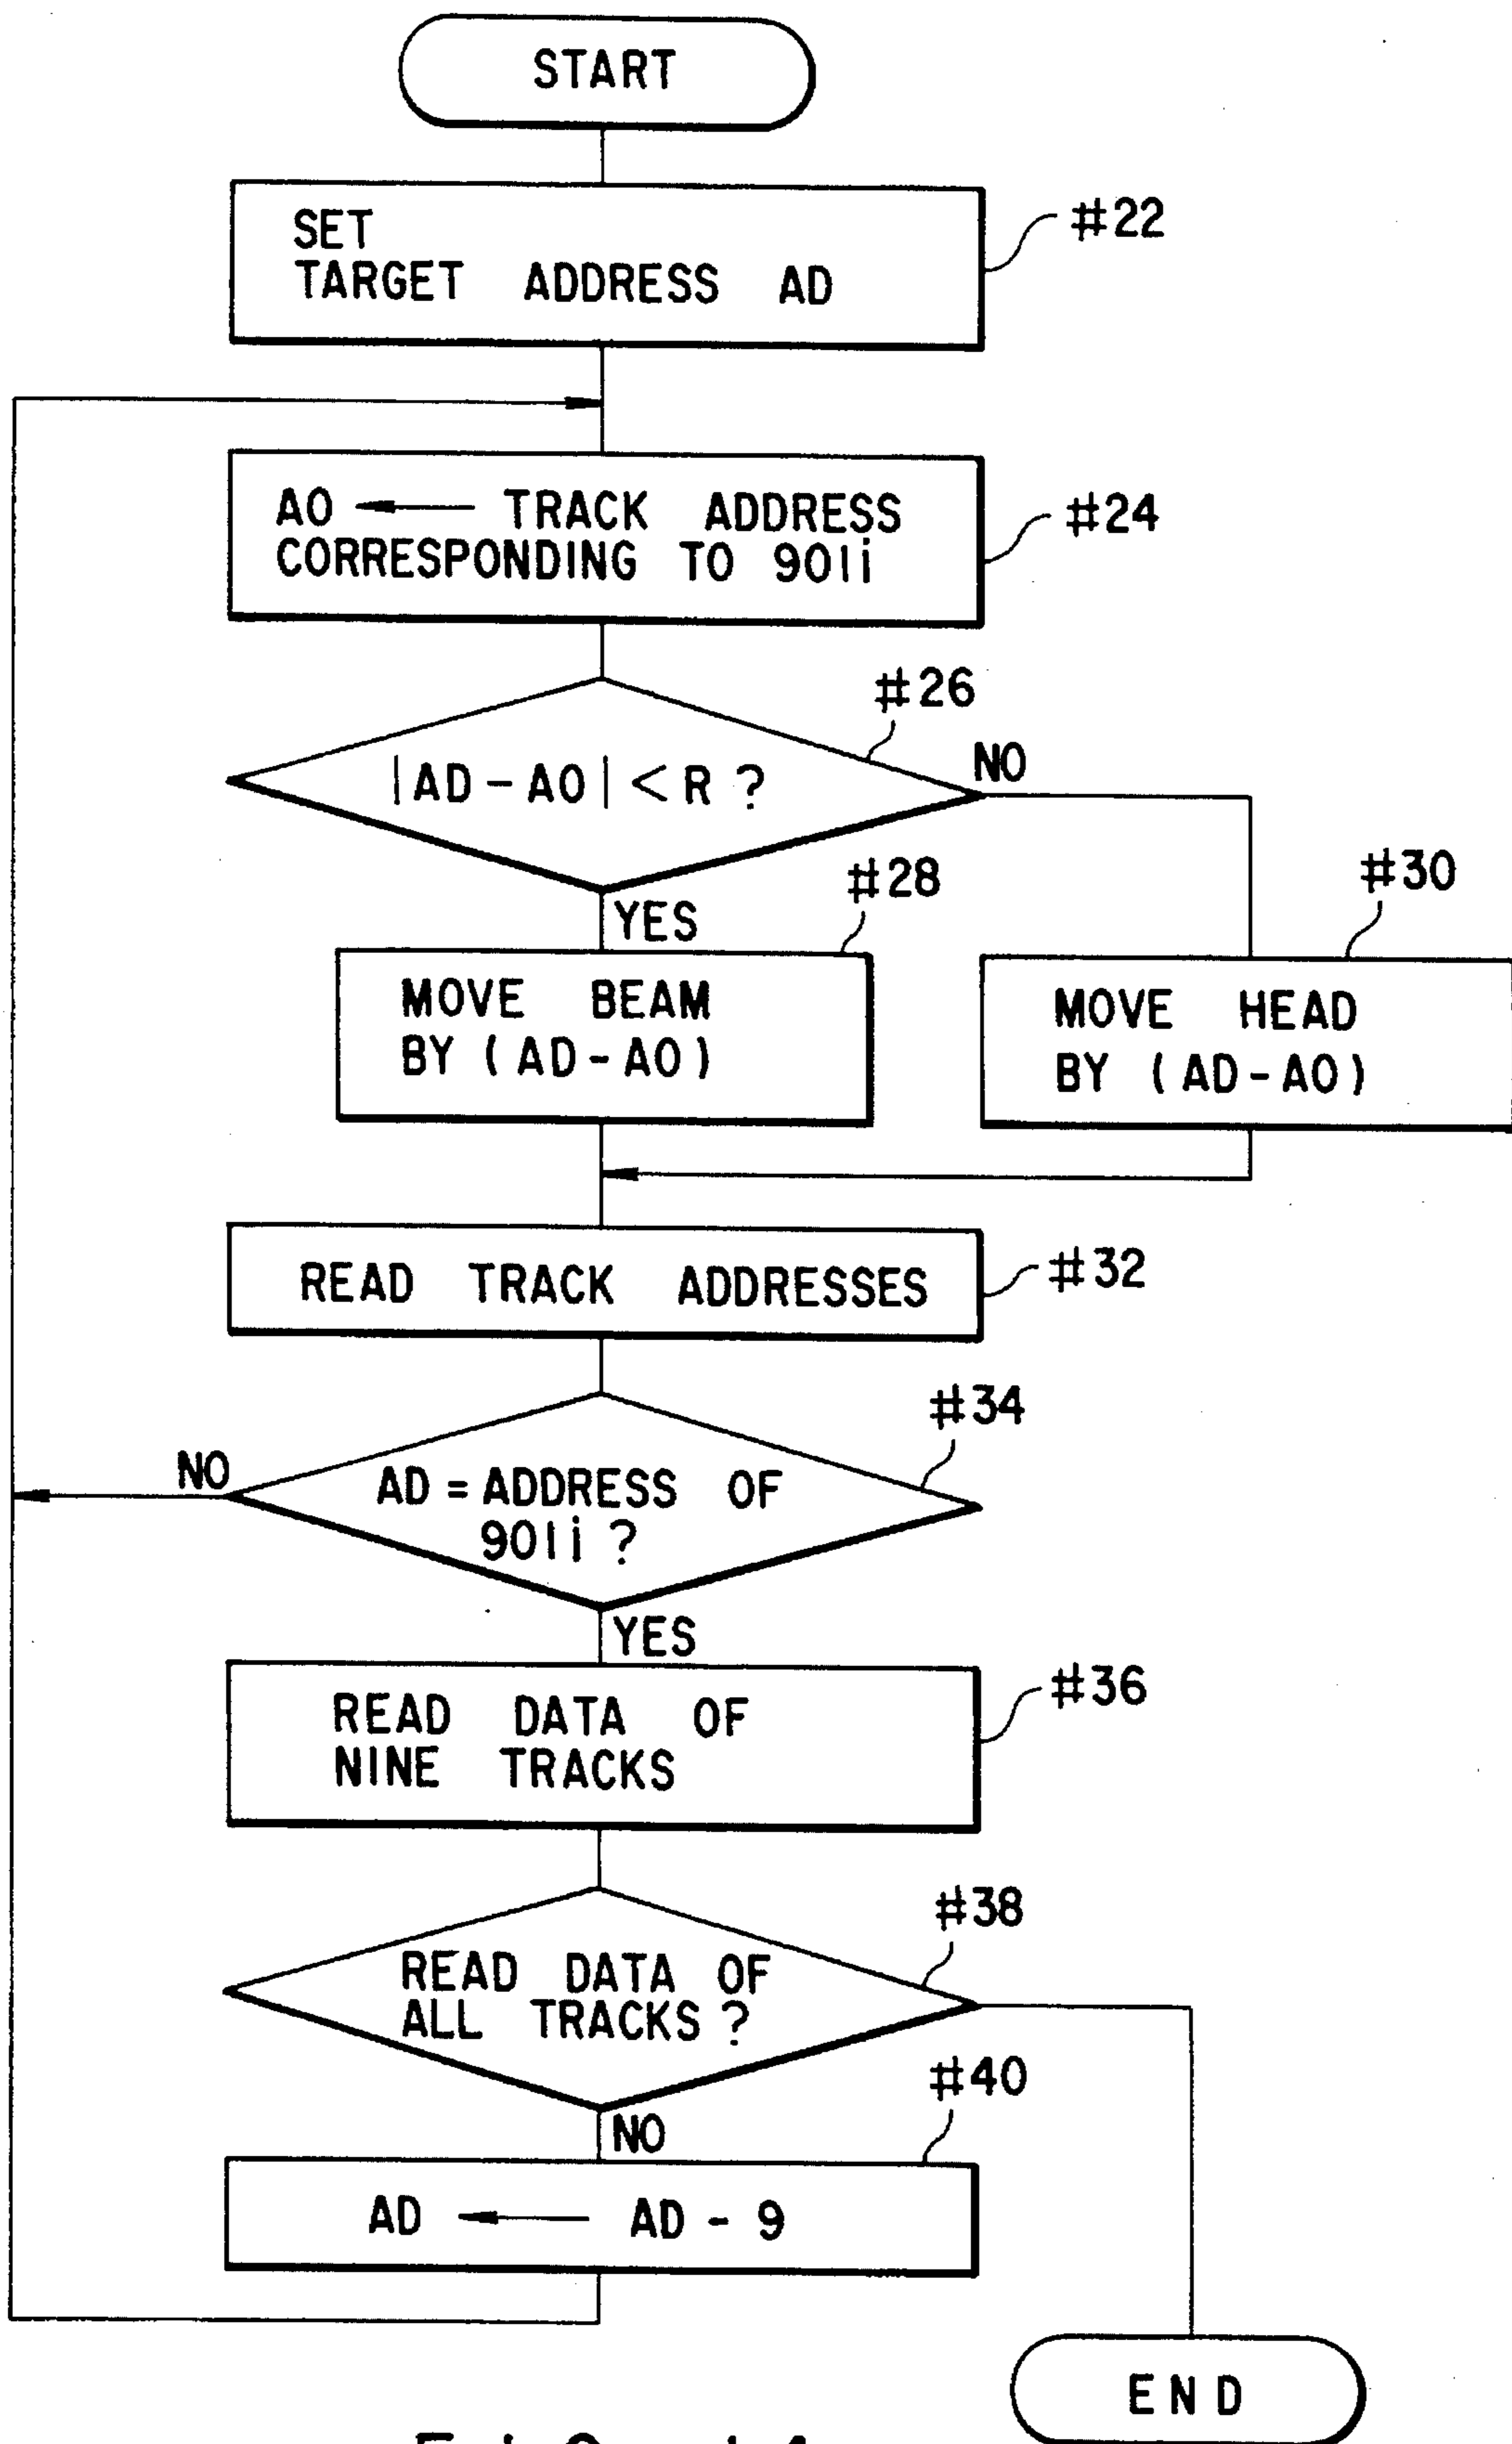 START
SET
TARGET ADDRESS AD
#22
AO ← TRACK ADDRESS
CORRESPONDING TO 901i
#24
#26
|AD-AO|<R?
NO
YES
#28
MOVE BEAM
BY (AD-AO)
#30
MOVE HEAD
BY (AD-AO)
READ TRACK ADDRESSES
#32
#34
AD=ADDRESS OF
901i?
NO
YES
READ DATA OF
NINE TRACKS
#36
#38
READ DATA OF
ALL TRACKS?
NO
#40
AD ← AD-9
END